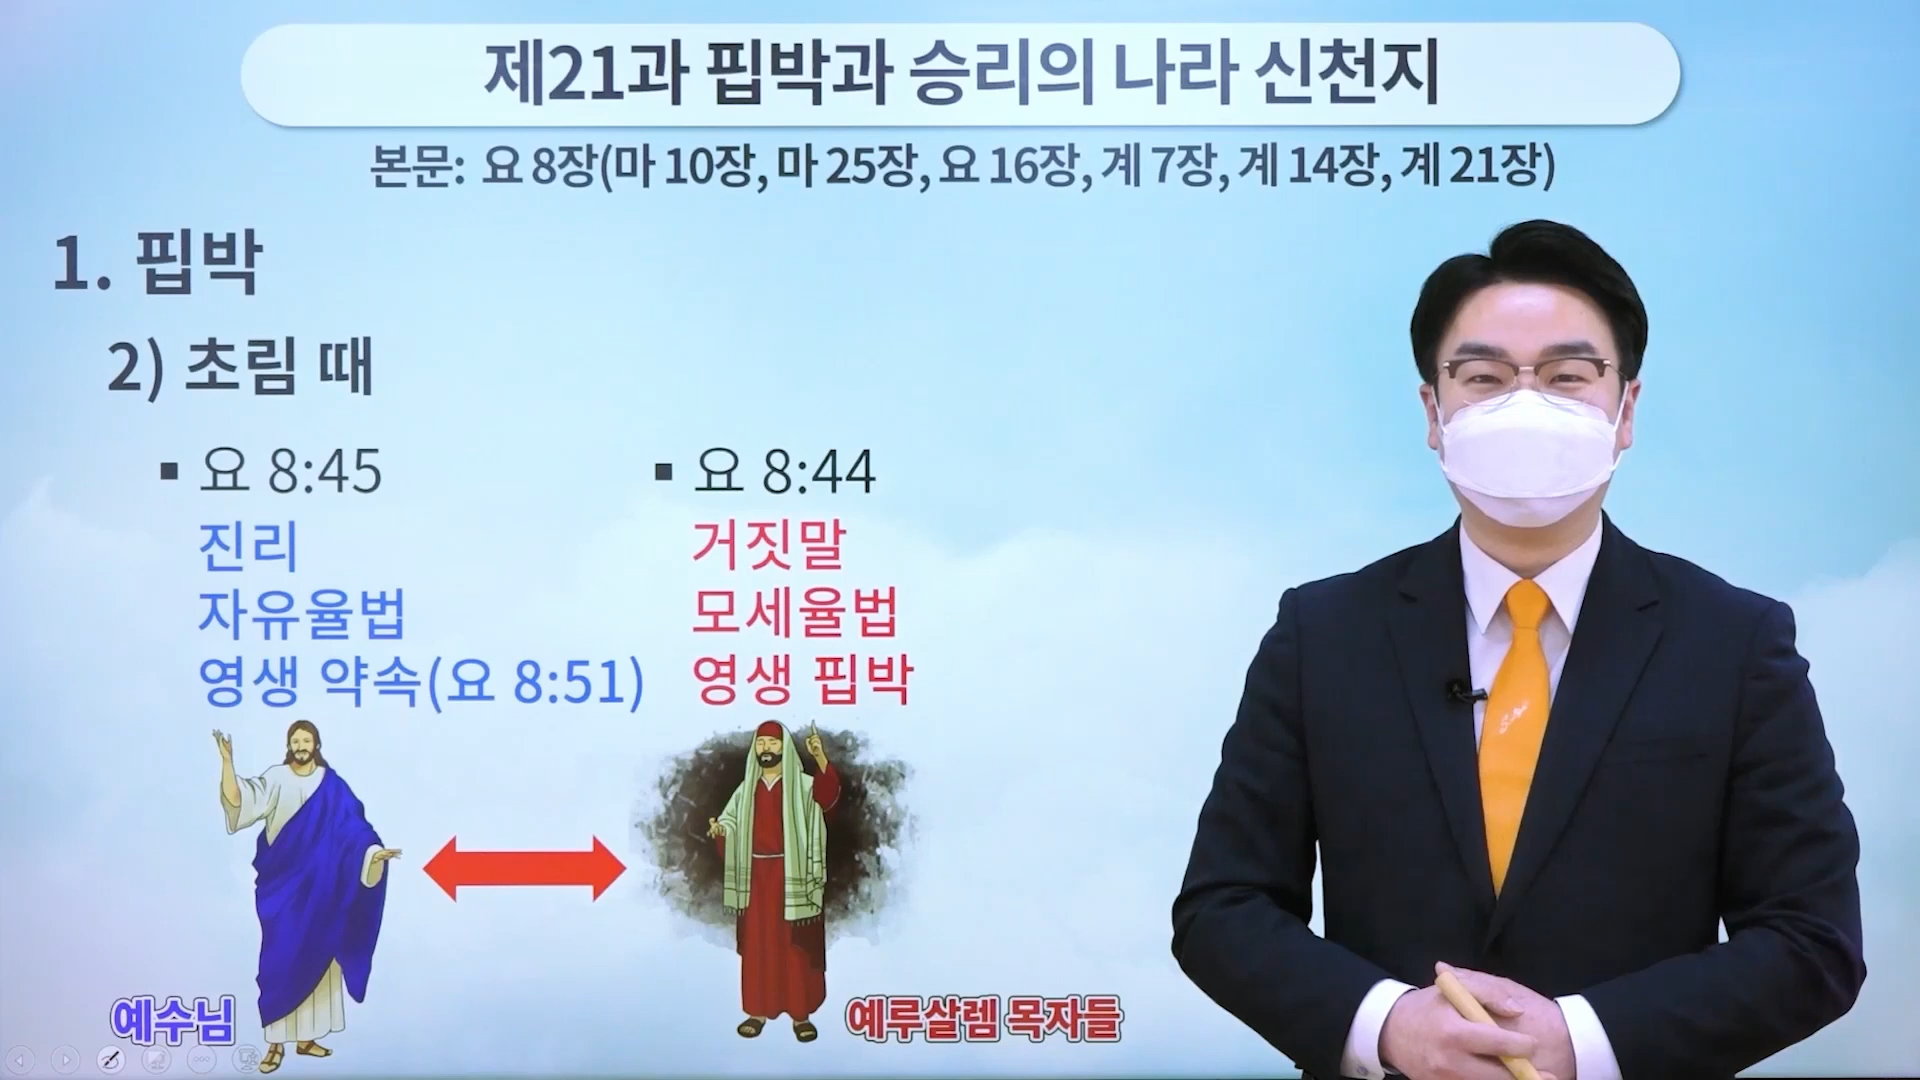 제21과 핍박과 승리의 나라 신천지
본문: 요 8장(마 10장, 마 25장, 요 16장, 계 7장, 계 14장, 계 21장)
1. 핍박
2) 초림 때
▪ 요 8:45
진리
자유율법
영생 약속(요 8:51)
▪ 요 8:44
거짓말
모세율법
영생 핍박
예수님
예루살렘 목자들